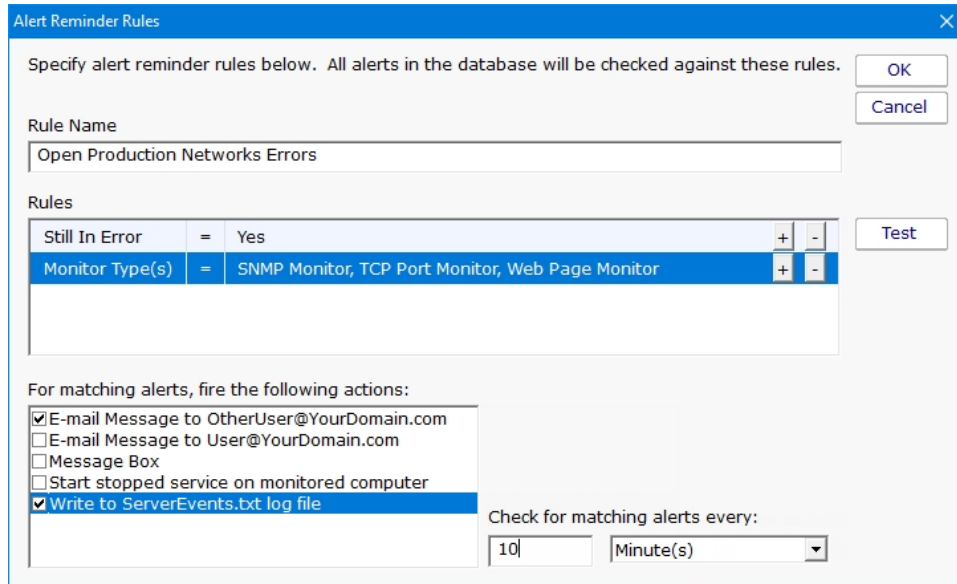 Alert Reminder Rules
Specify alert reminder rules below.  All alerts in the database will be checked against these rules.
OK
Cancel
Rule Name
Open Production Networks Errors
Rules
Still In Error = Yes + -
Test
Monitor Type(s) = SNMP Monitor, TCP Port Monitor, Web Page Monitor + -
For matching alerts, fire the following actions:
E-mail Message to OtherUser@YourDomain.com
E-mail Message to User@YourDomain.com
Message Box
Start stopped service on monitored computer
Write to ServerEvents.txt log file
Check for matching alerts every:
10 Minute(s)